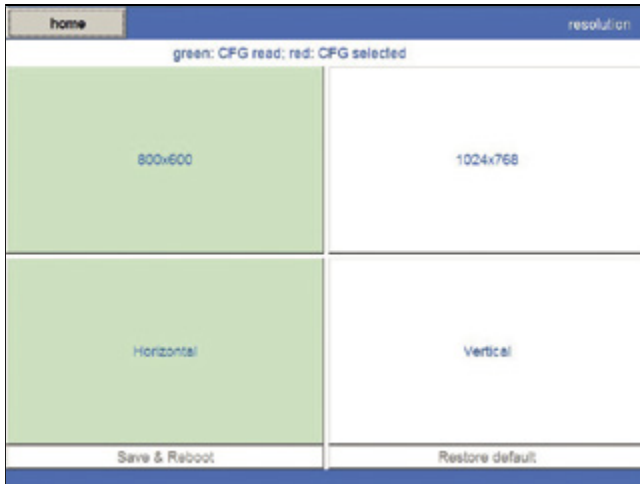 home
resolution
green: CFG read; red: CFG selected
800x600
1024x768
Horizontal
Vertical
Save & Reboot
Restore default